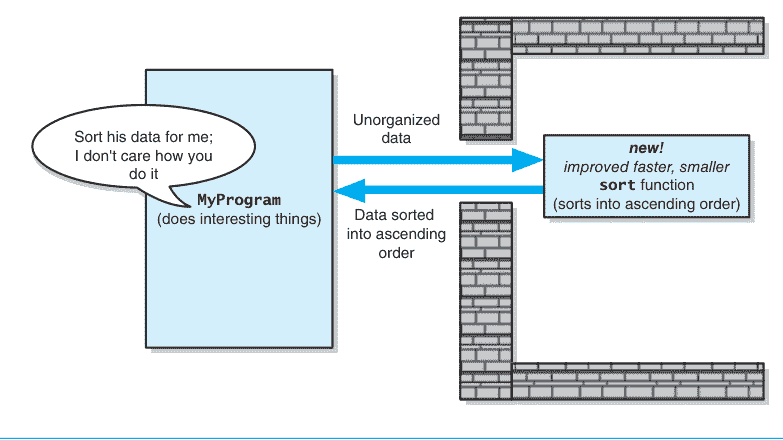 Sort his data for me;
I don't care how you
do it
MyProgram
(does interesting things)
Unorganized
data
Data sorted
into ascending
order
new!
improved faster, smaller
sort function
(sorts into ascending order)